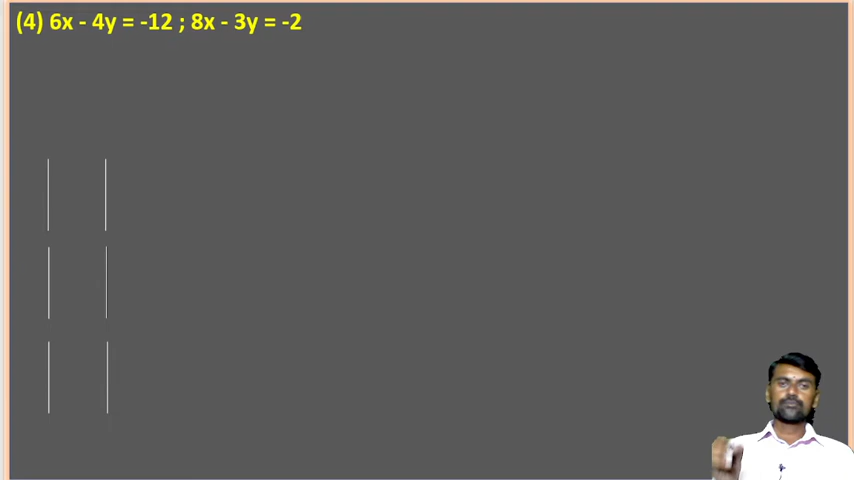 (4) 6x - 4y = -12 ; 8x - 3y = -2